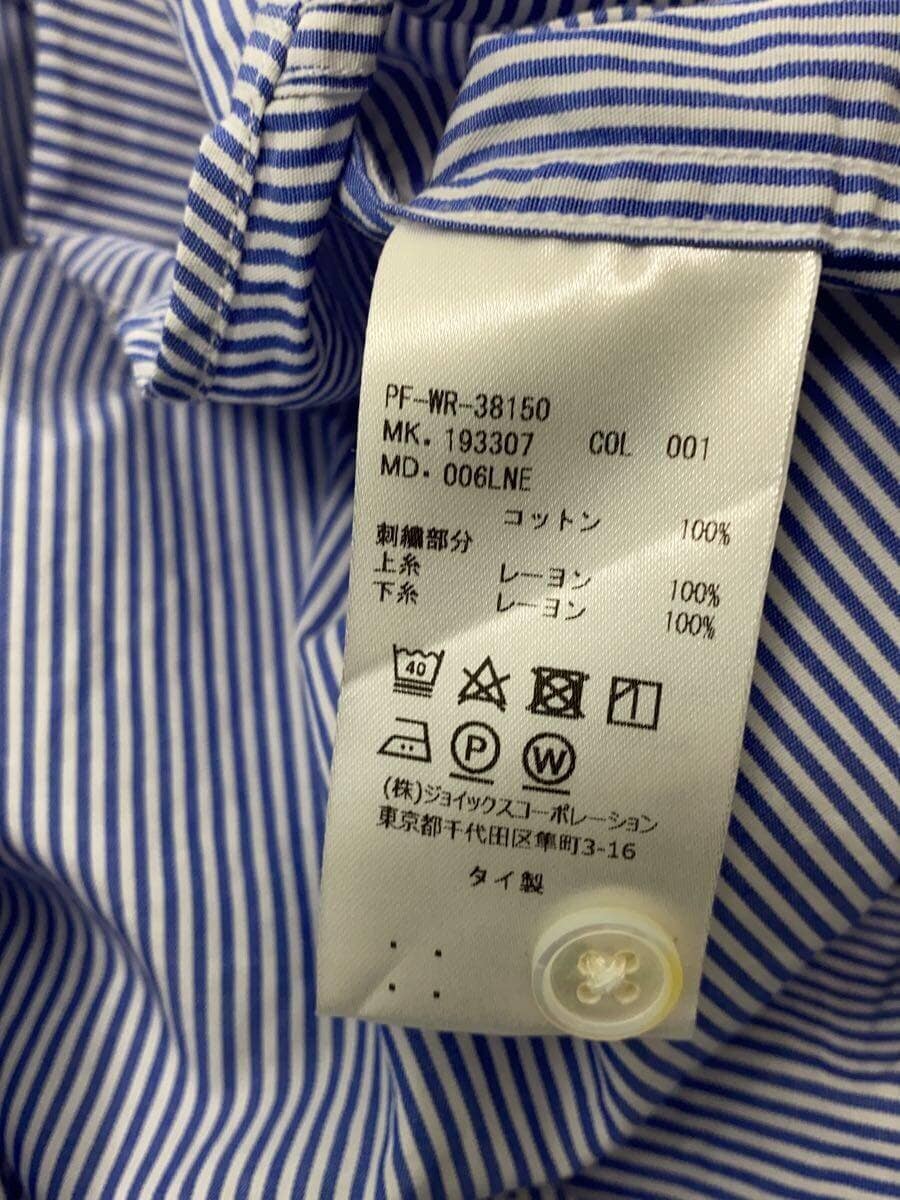 PF-WR-38150
MK. 193307 COL 001
MD. 006LNE
コットン 100%
刺繍部分
上糸 レーヨン 100%
下糸 レーヨン 100%
40
P W
(株)ジョイックスコーポレーション
東京都千代田区隼町3-16
タイ製